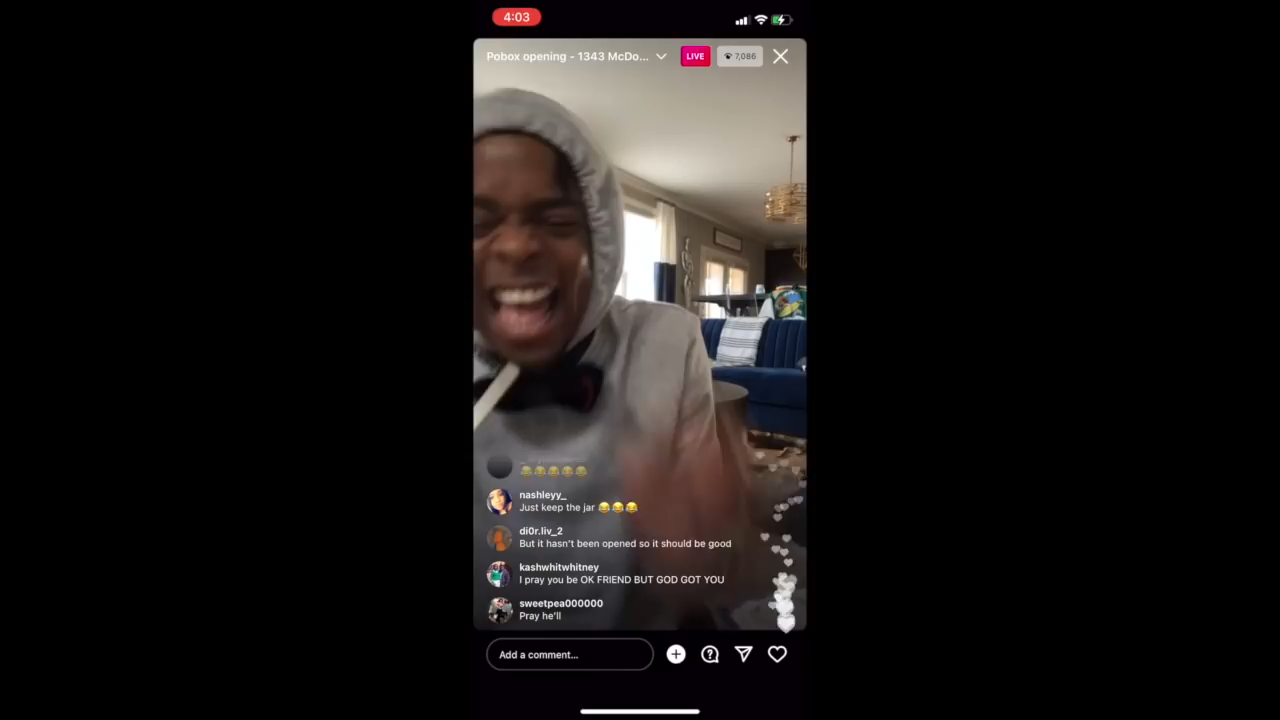 4:03
Pobox opening - 1343 McDo...
LIVE
7,086
😂😂😂😂😂
nashleyy_
Just keep the jar 😂😂😂
di0r.liv_2
But it hasn't been opened so it should be good
kashwhitwhitney
I pray you be OK FRIEND BUT GOD GOT YOU
sweetpea000000
Pray he'll
Add a comment...